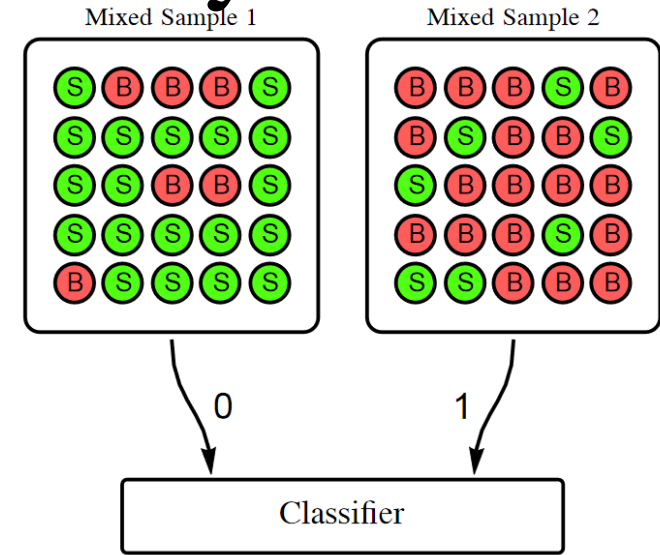 Mixed Sample 1 Mixed Sample 2
S B B B S B B B S B
S S S S S B S B B S
S S B B S S B B B B
S S S S S B B B S B
B S S S S S S B B B
0 1
Classifier